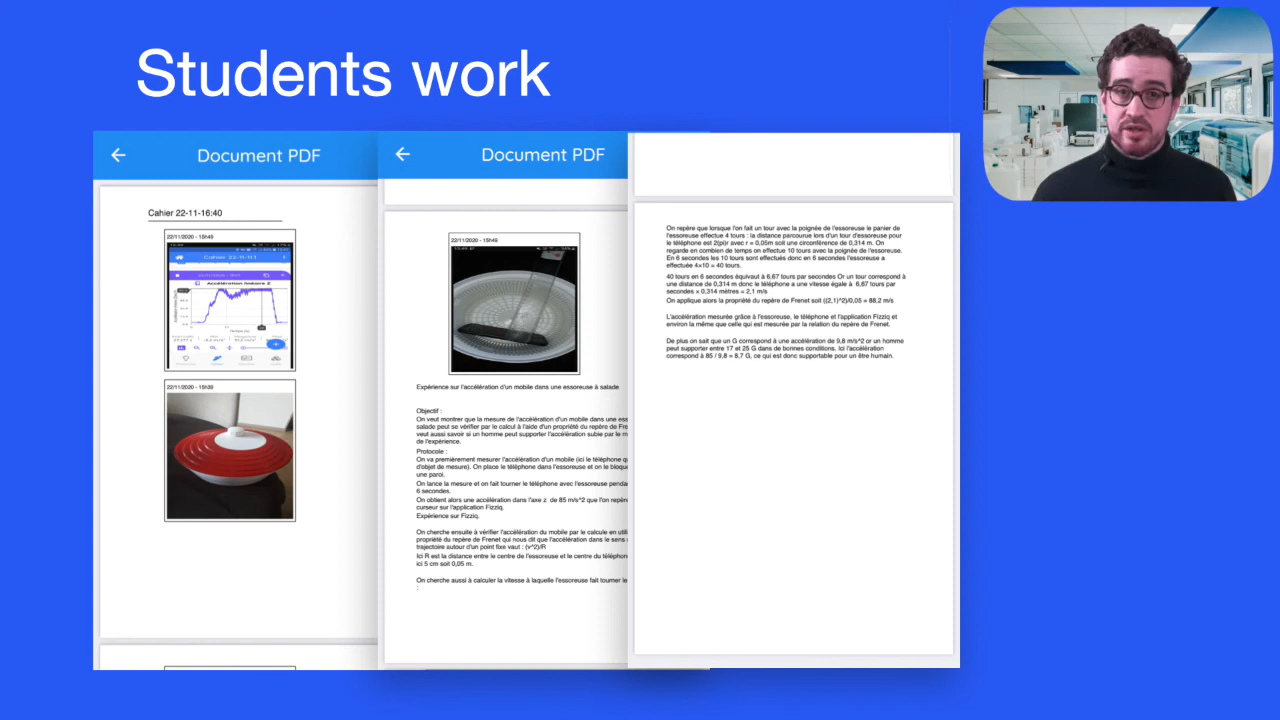 Students work
Document PDF
Cahier 22-11-16:40
22/11/2020 - 15h49
Accélération linéaire Z
22/11/2020 - 15h39
Document PDF
22/11/2020 - 15h49
Expérience sur l'accélération d'un mobile dans une essoreuse à salade
Objectif :
On veut montrer que la mesure de l'accélération d'un mobile dans une ess
salade peut se vérifier par le calcul à l'aide d'un propriété du repère de Fre
veut aussi savoir si un homme peut supporter l'accélération subie par le m
de l'expérience.
Protocole :
On va premièrement mesurer l'accélération d'un mobile (ici le téléphone q
d'objet de mesure). On place le téléphone dans l'essoreuse et on le bloqu
une paroi.
On lance la mesure et on fait tourner le téléphone avec l'essoreuse penda
6 secondes.
On obtient alors une accélération dans l'axe z de 85 m/s^2 que l'on repère
curseur sur l'application Fizziq.
Expérience sur Fizziq.
On cherche ensuite à vérifier l'accélération du mobile par le calcule en util
propriété du repère de Frenet qui nous dit que l'accélération dans le sens
trajectoire autour d'un point fixe vaut : (v^2)/R
Ici R est la distance entre le centre de l'essoreuse et le centre du téléphon
ici 5 cm soit 0,05 m.
On cherche aussi à calculer la vitesse à laquelle l'essoreuse fait tourner le
:
On repère que lorsque l'on fait un tour avec la poignée de l'essoreuse le panier de
l'essoreuse effectue 4 tours : la distance parcourue lors d'un tour d'essoreuse pour
le téléphone est 2(pi)r avec r = 0,05m soit une circonférence de 0,314 m. On
regarde en combien de temps on effectue 10 tours avec la poignée de l'essoreuse.
En 6 secondes les 10 tours sont effectués donc en 6 secondes l'essoreuse a
effectuée 4×10 = 40 tours.
40 tours en 6 secondes équivaut à 6,67 tours par secondes Or un tour correspond à
une distance de 0,314 m donc le téléphone a une vitesse égale à 6,67 tours par
secondes × 0,314 mètres = 2,1 m/s
On applique alors la propriété du repère de Frenet soit ((2,1)^2)/0,05 = 88,2 m/s
L'accélération mesurée grâce à l'essoreuse, le téléphone et l'application Fizziq et
environ la même que celle qui est mesurée par la relation du repère de Frenet.
De plus on sait que un G correspond à une accélération de 9,8 m/s^2 or un homme
peut supporter entre 17 et 25 G dans de bonnes conditions. Ici l'accélération
correspond à 85 / 9,8 = 8,7 G, ce qui est donc supportable pour un être humain.